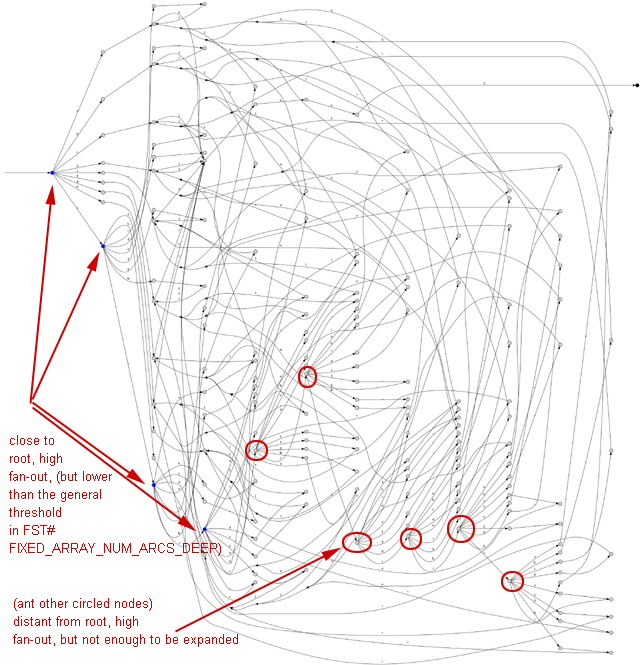 close to
root, high
fan-out, (but lower
than the general
threshold
in FST#
FIXED_ARRAY_NUM_ARCS_DEEP)
(ant other circled nodes)
distant from root, high
fan-out, but not enough to be expanded